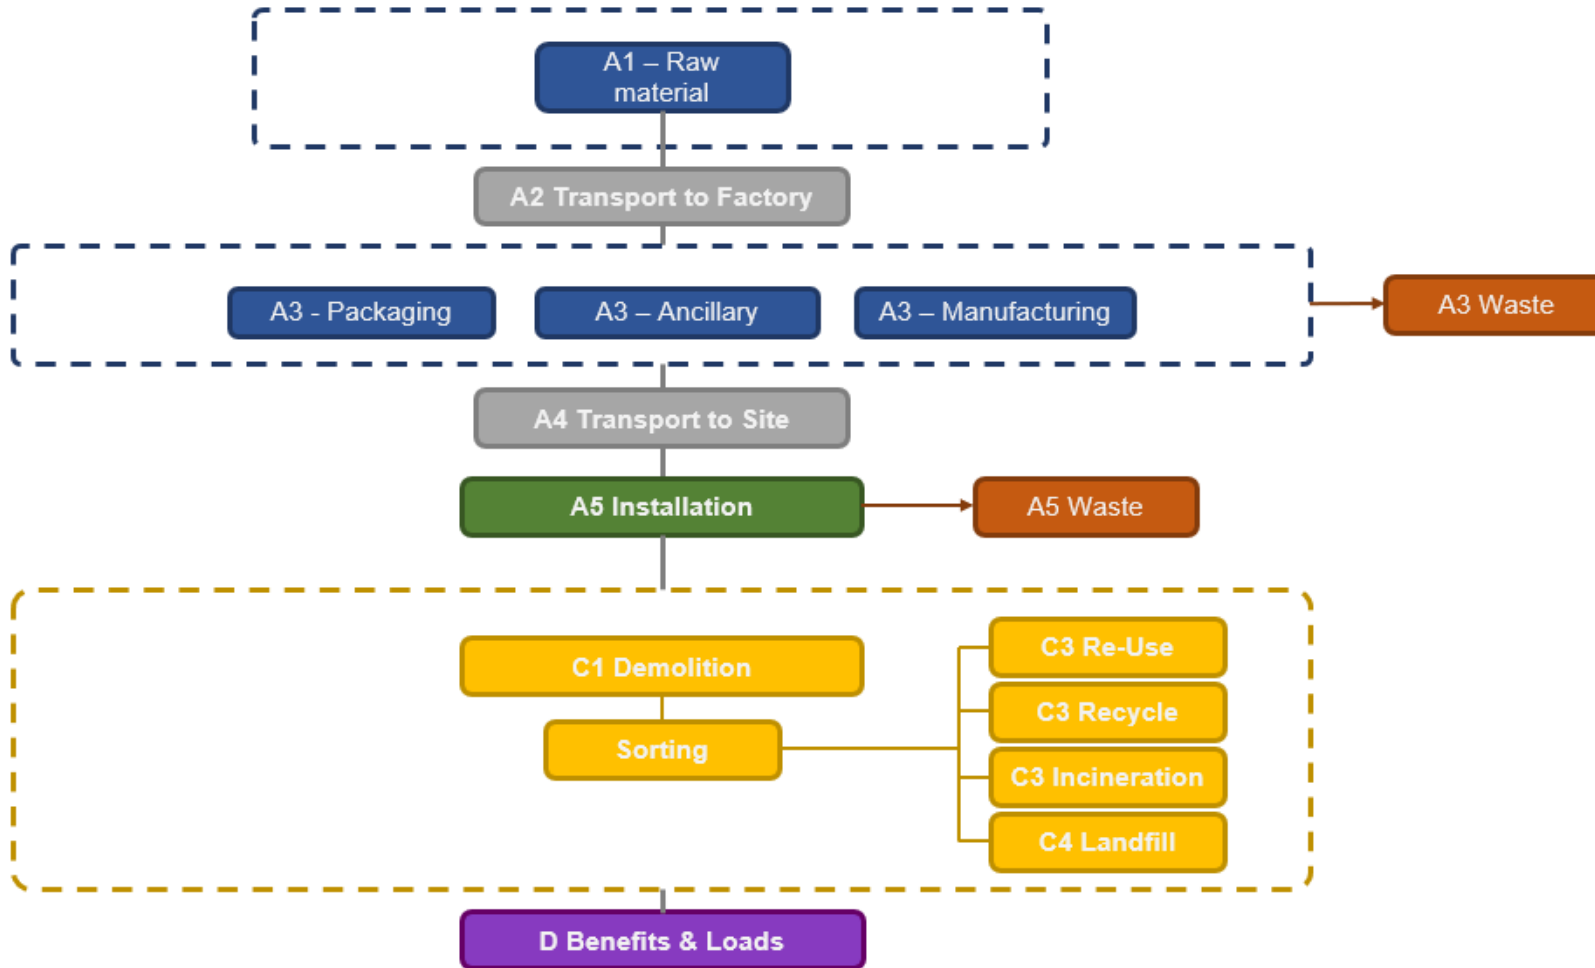 A1 – Raw
material
A2 Transport to Factory
A3 - Packaging
A3 – Ancillary
A3 – Manufacturing
A3 Waste
A4 Transport to Site
A5 Installation
A5 Waste
C1 Demolition
Sorting
C3 Re-Use
C3 Recycle
C3 Incineration
C4 Landfill
D Benefits & Loads